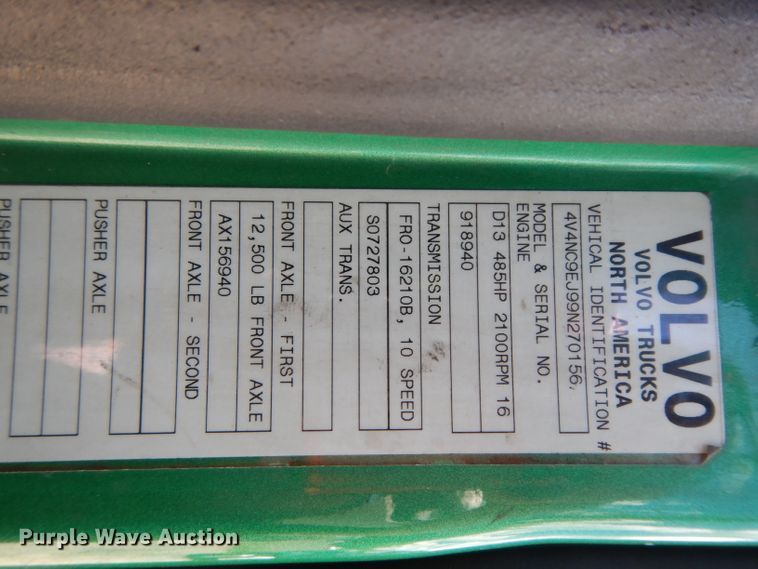 VOLVO
VOLVO TRUCKS
NORTH AMERICA
VEHICAL IDENTIFICATION #
4V4NC9EJ99N270156
MODEL & SERIAL NO.
ENGINE
D13 485HP 2100RPM 16
918940
TRANSMISSION
FRO-16210B, 10 SPEED
S0727803
AUX TRANS.
FRONT AXLE - FIRST
12,500 LB FRONT AXLE
AX156940
FRONT AXLE - SECOND
PUSHER AXLE
PUSHER AXLE
Purple Wave Auction